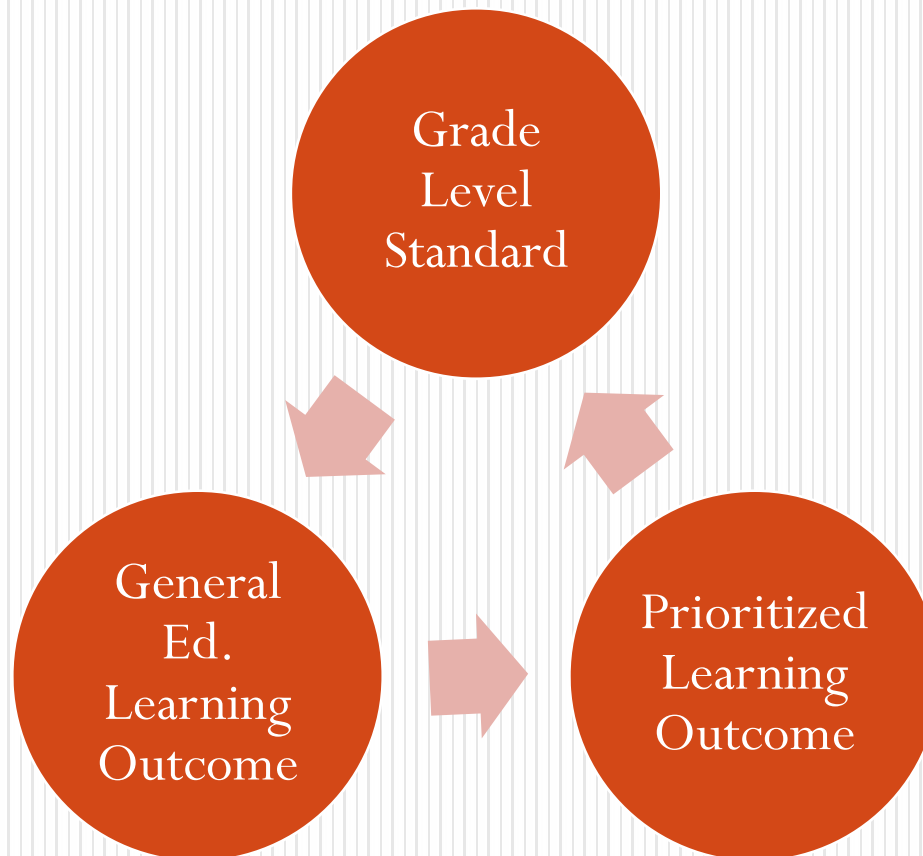 Grade
Level
Standard
General
Ed.
Learning
Outcome
Prioritized
Learning
Outcome